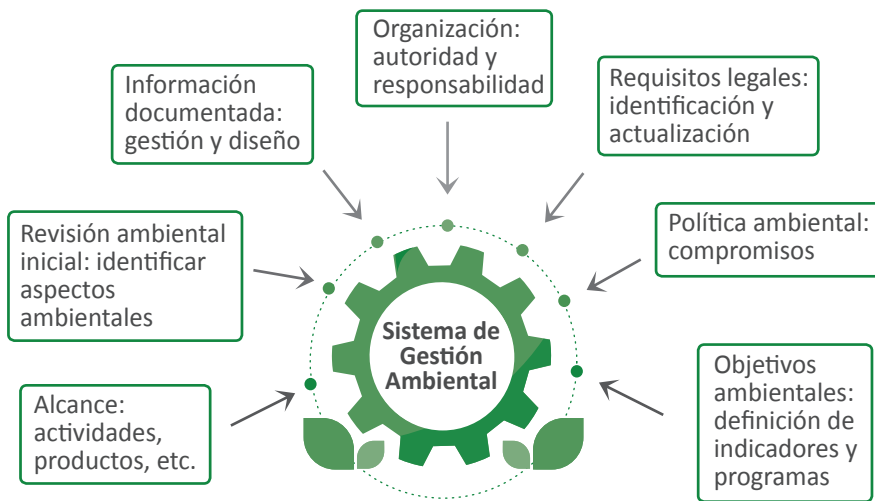 Organización:
autoridad y
responsabilidad
Información
documentada:
gestión y diseño
Requisitos legales:
identificación y
actualización
Revisión ambiental
inicial: identificar
aspectos
ambientales
Política ambiental:
compromisos
Sistema de
Gestión
Ambiental
Alcance:
actividades,
productos, etc.
Objetivos
ambientales:
definición de
indicadores y
programas